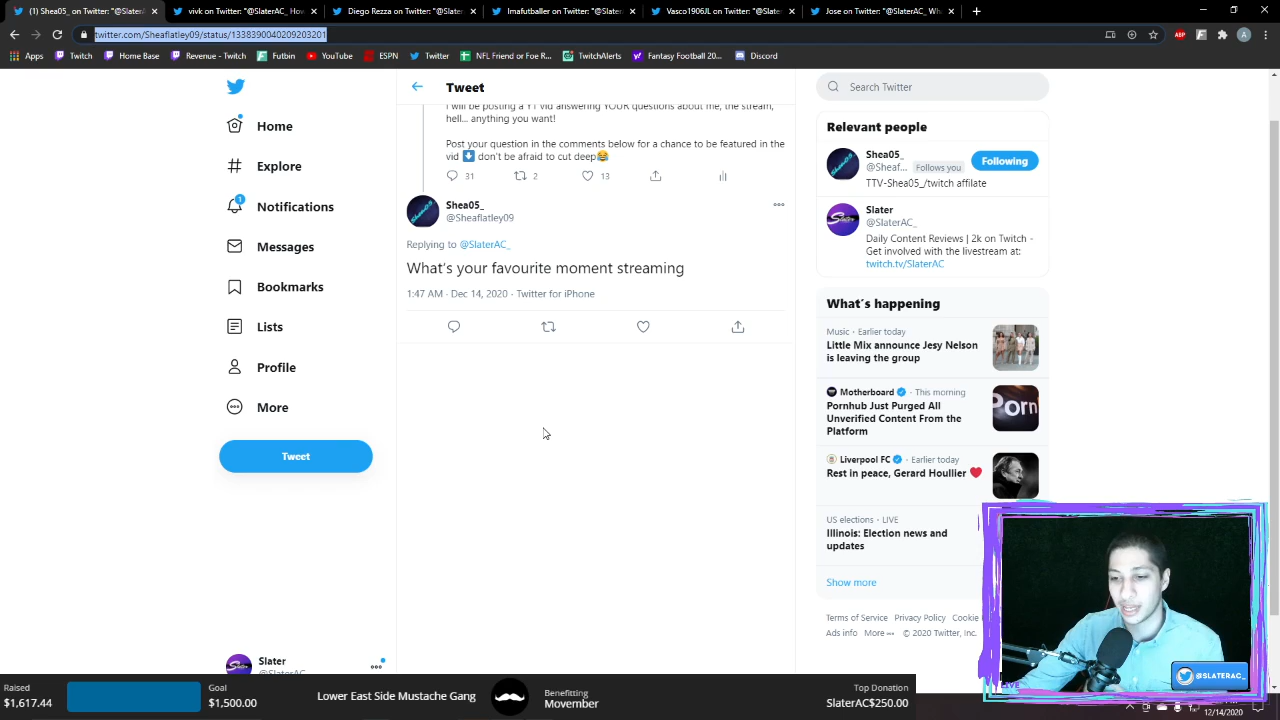 (1) Shea05_ on Twitter: "@SlaterA
vivk on Twitter: "@SlaterAC_ Hov
Diego Rezza on Twitter: "@Slater
Imafutballer on Twitter: "@Slater
Vasco1906JL on Twitter: "@Slater
Jose on Twitter: "@SlaterAC_ Wh
twitter.com/Sheaflatley09/status/1338390040209203201
Apps
Twitch
Home Base
Revenue - Twitch
Futbin
YouTube
ESPN
Twitter
NFL Friend or Foe R...
TwitchAlerts
Fantasy Football 20...
Discord
Home
Explore
Notifications
1
Messages
Bookmarks
Lists
Profile
More
Tweet
Slater
@SlaterAC_
Tweet
I will be posting a YT vid answering YOUR questions about me, the stream,
hell... anything you want!
Post your question in the comments below for a chance to be featured in the
vid ⬇️ don't be afraid to cut deep😂
31 2 13
Shea05_
@Sheaflatley09
Replying to @SlaterAC_
What's your favourite moment streaming
1:47 AM · Dec 14, 2020 · Twitter for iPhone
Search Twitter
Relevant people
Shea05_
@Sheaf... Follows you
Following
TTV-Shea05_/twitch affilate
Slater
@SlaterAC_
Daily Content Reviews | 2k on Twitch -
Get involved with the livestream at:
twitch.tv/SlaterAC
What's happening
Music · Earlier today
Little Mix announce Jesy Nelson
is leaving the group
Motherboard · This morning
Pornhub Just Purged All
Unverified Content From the
Platform
Porn
Liverpool FC · Earlier today
Rest in peace, Gerard Houllier ❤️
US elections · LIVE
Illinois: Election news and
updates
Show more
Terms of Service Privacy Policy Cookie
Ads info More ••• © 2020 Twitter, Inc.
LIVE
@SLATERAC_
Raised
$1,617.44
Goal
$1,500.00
Lower East Side Mustache Gang
Benefitting
Movember
Top Donation
SlaterAC$250.00
12/14/2020